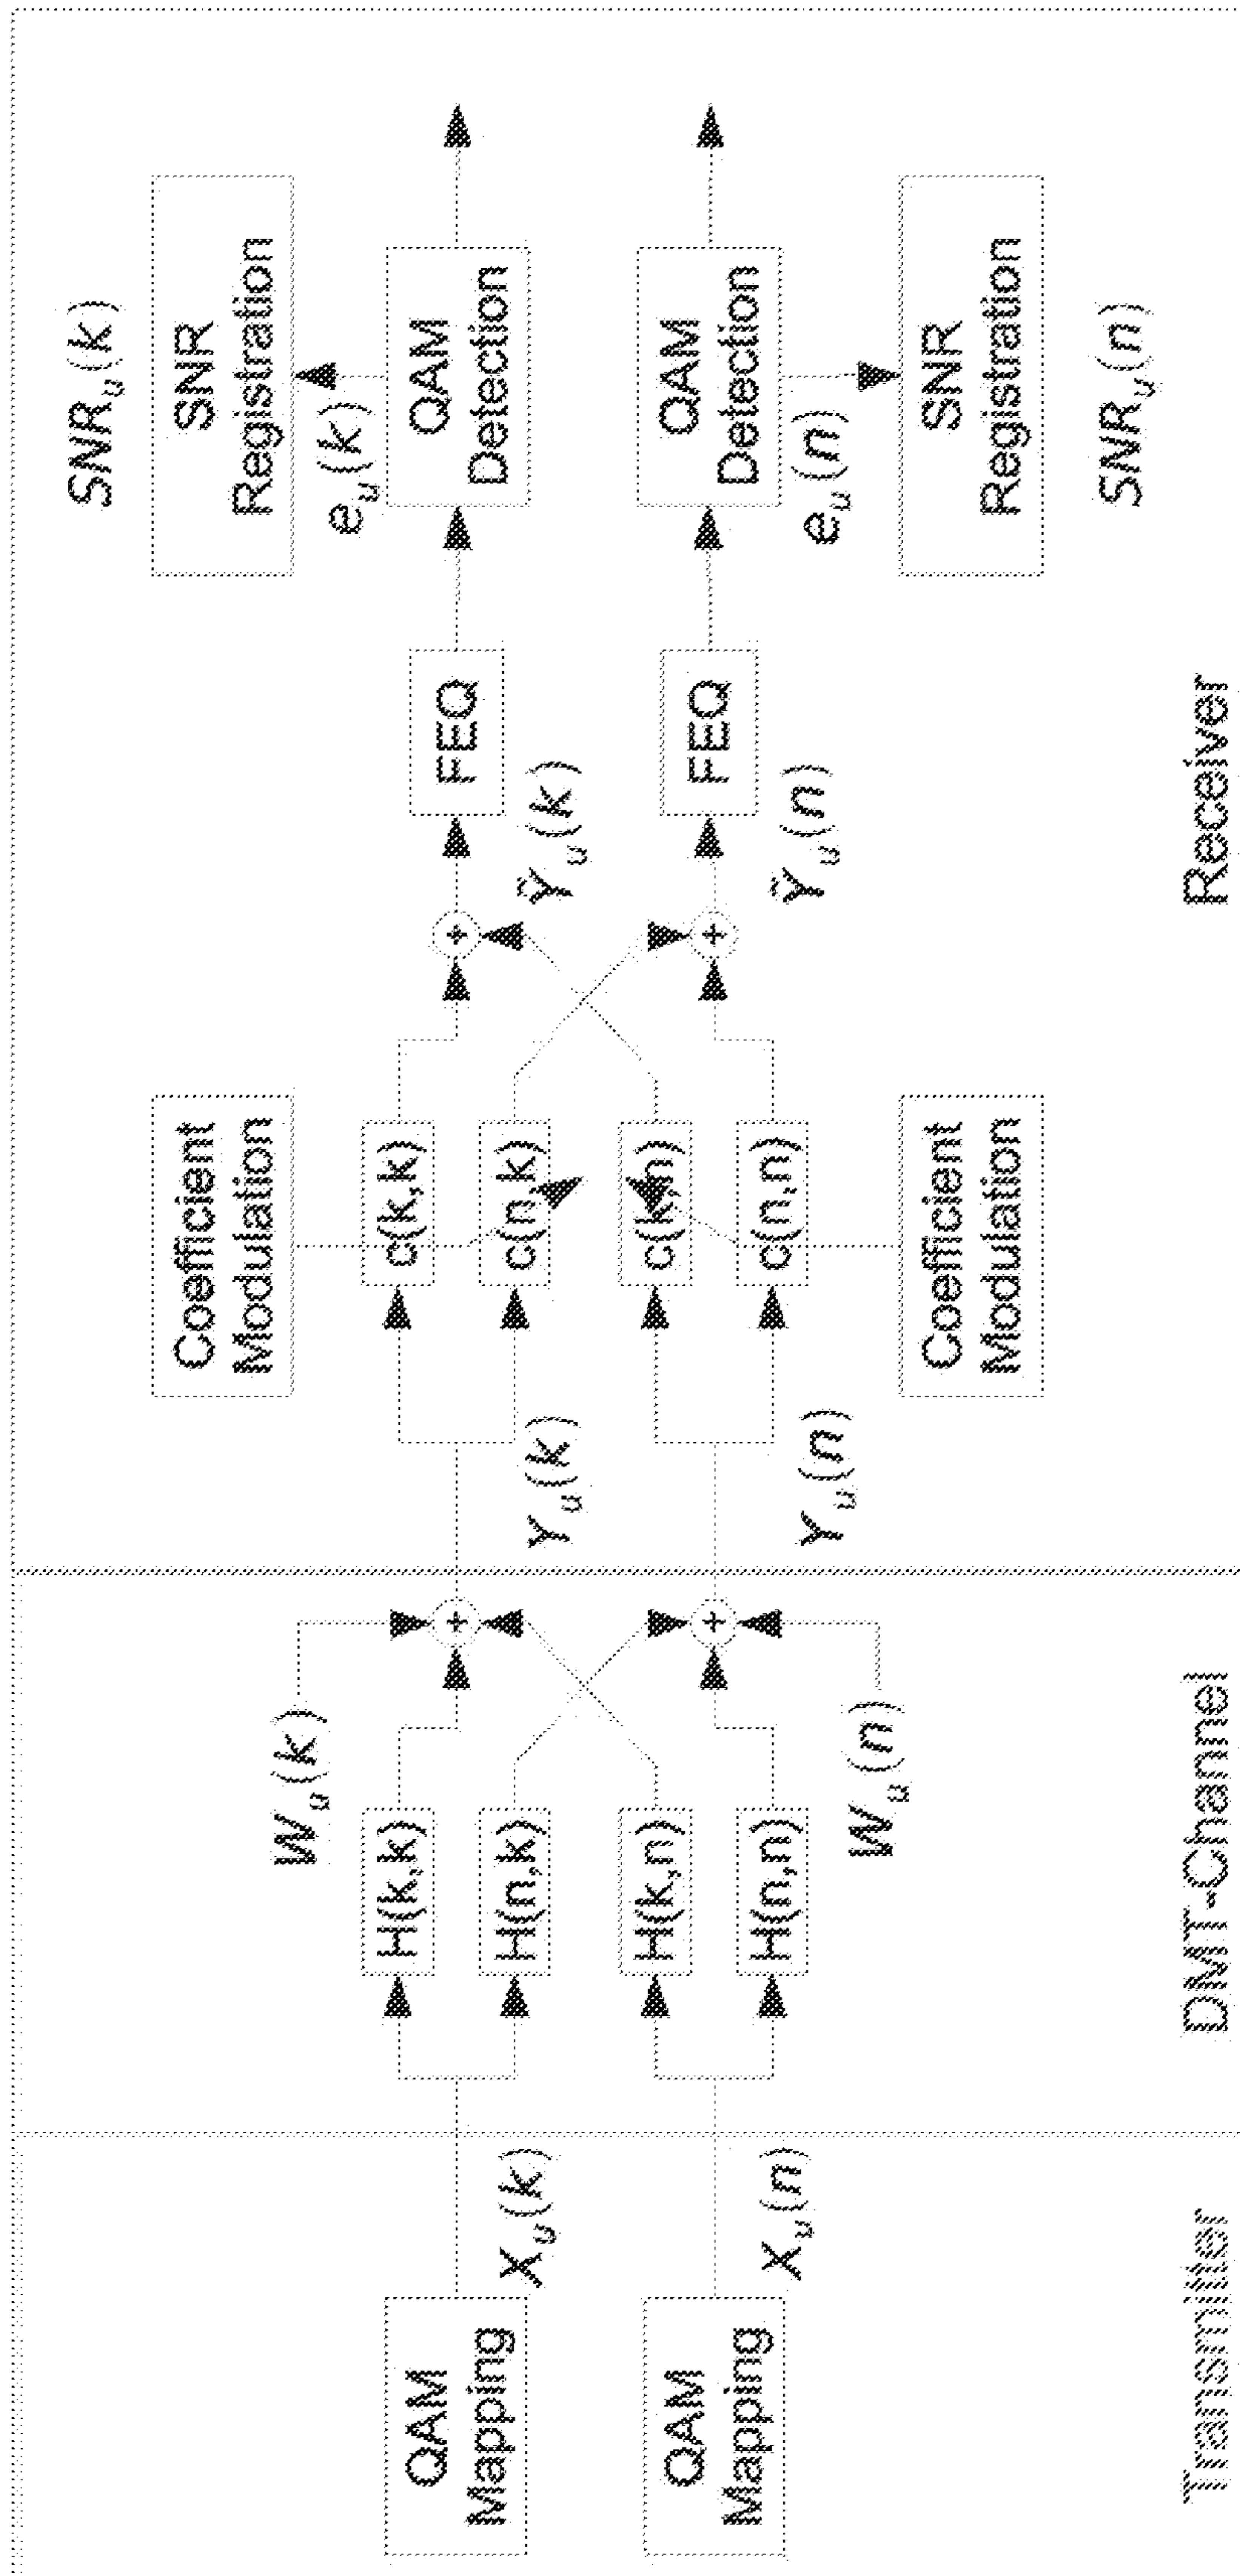 QAM
Mapping
X_u(k)
QAM
Mapping
X_u(n)
Transmitter
W_u(k)
H(k,k)
H(n,k)
H(k,n)
H(n,n)
W_u(n)
DMT-Channel
Y_u(k)
Y_u(n)
Coefficient
Modulation
c(k,k)
c(n,k)
c(k,n)
c(n,n)
Coefficient
Modulation
+
+
+
+
Ỹ_u(k)
Ỹ_u(n)
FEQ
FEQ
Receiver
SNR_u(k)
SNR
Registration
e_u(k)
QAM
Detection
QAM
Detection
e_u(n)
SNR
Registration
SNR_u(n)